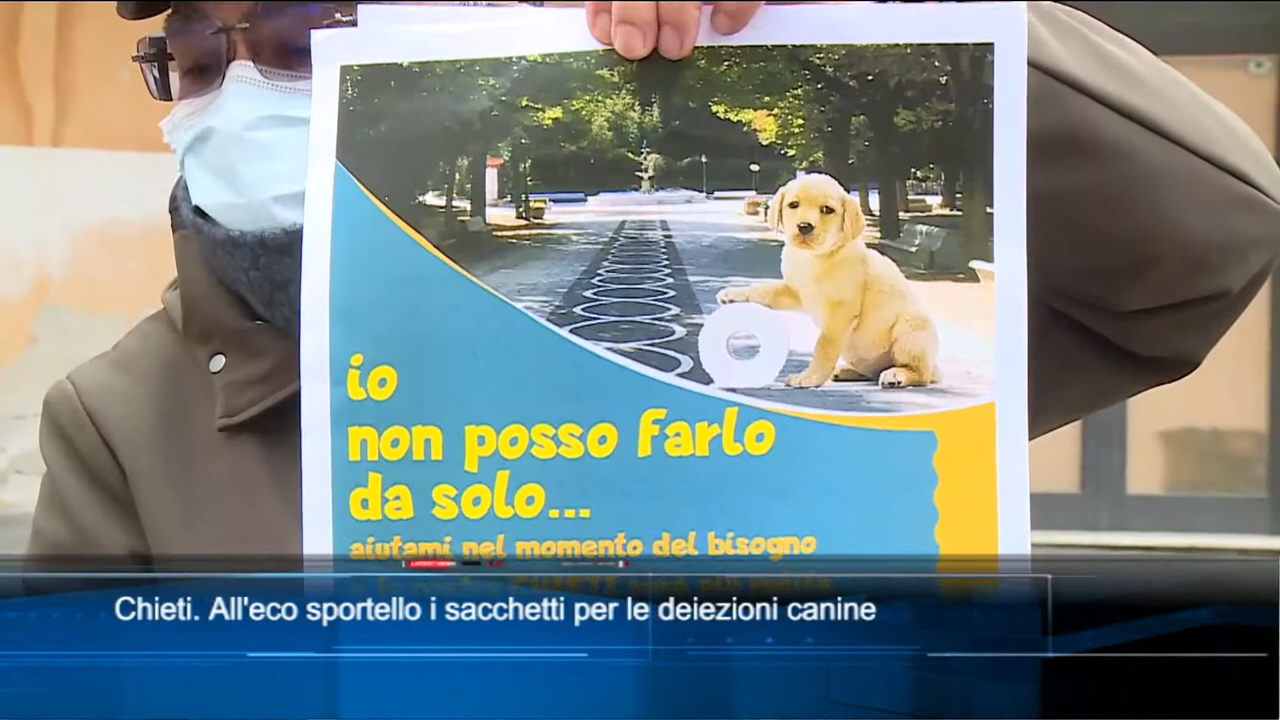 io
non posso farlo
da solo...
aiutami nel momento del bisogno
Chieti. All'eco sportello i sacchetti per le deiezioni canine